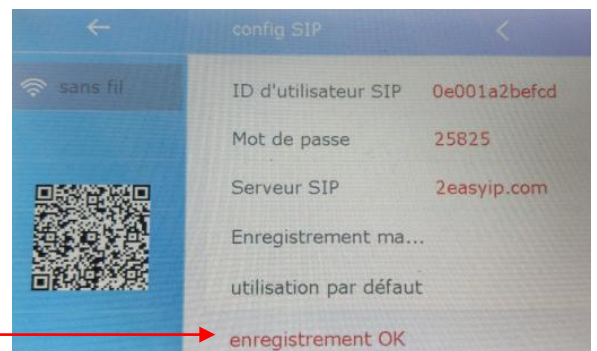 config SIP
sans fil
ID d'utilisateur SIP 0e001a2befcd
Mot de passe 25825
Serveur SIP 2easyip.com
Enregistrement ma...
utilisation par défaut
enregistrement OK